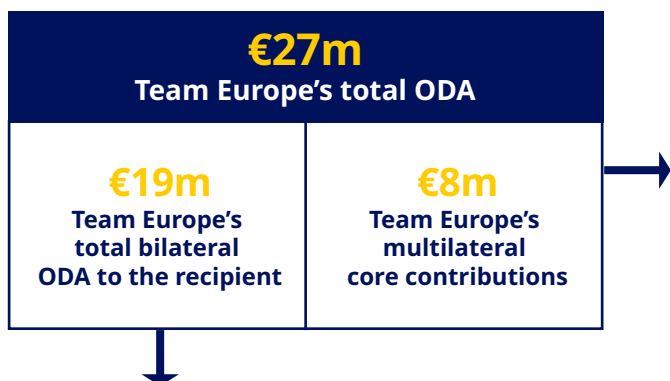 €27m
Team Europe’s total ODA
€19m
Team Europe’s
total bilateral
ODA to the recipient
€8m
Team Europe’s
multilateral
core contributions